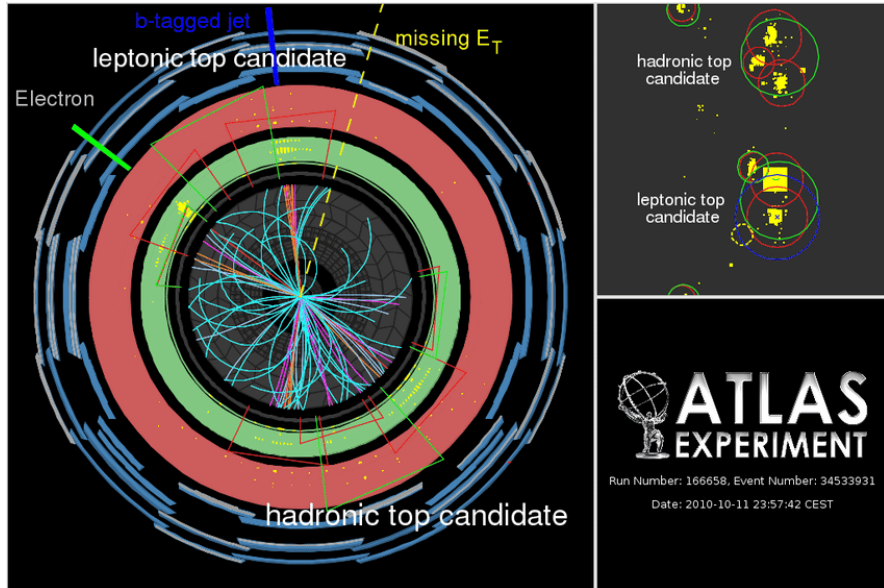 b-tagged jet
missing E_T
leptonic top candidate
Electron
hadronic top candidate
hadronic top
candidate
leptonic top
candidate
ATLAS
EXPERIMENT
Run Number: 166658, Event Number: 34533931
Date: 2010-10-11 23:57:42 CEST